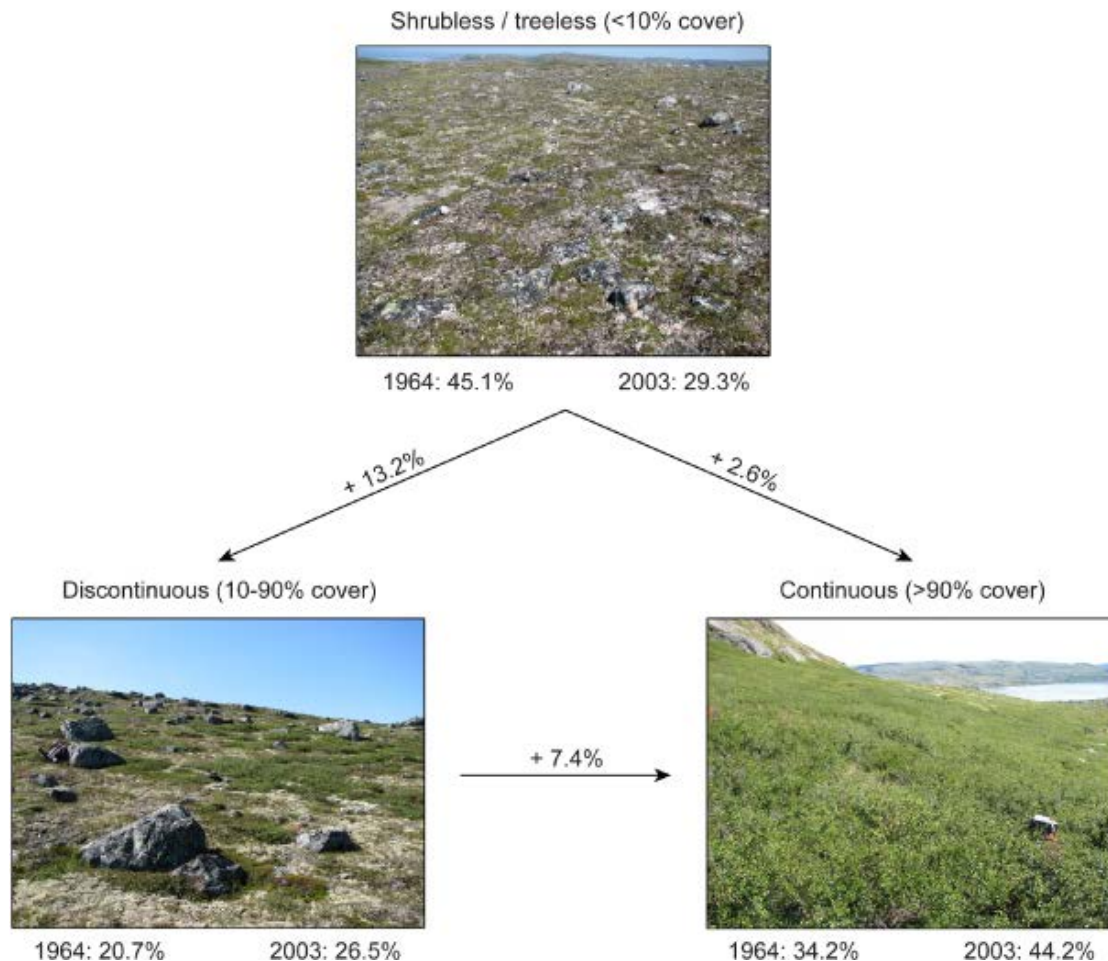 Shrubless / treeless (<10% cover)
1964: 45.1% 2003: 29.3%
+ 13.2%
+ 2.6%
Discontinuous (10-90% cover)
Continuous (>90% cover)
+ 7.4%
1964: 20.7% 2003: 26.5%
1964: 34.2% 2003: 44.2%